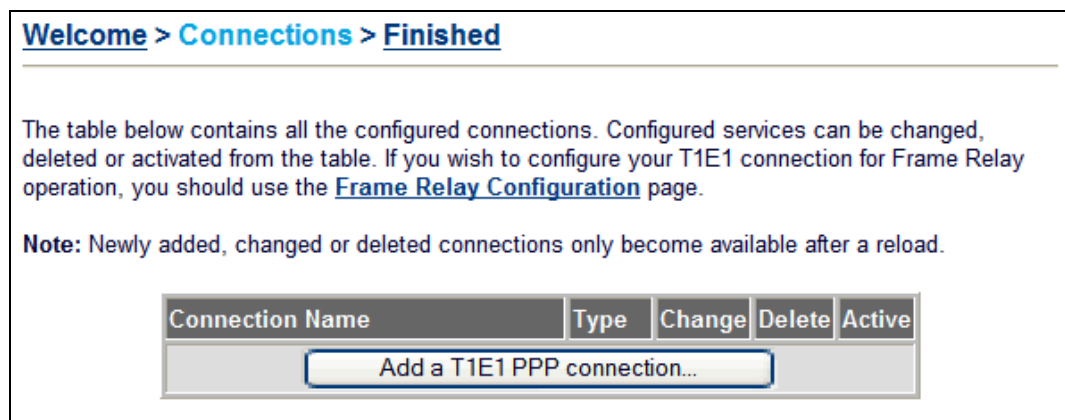 Welcome > Connections > Finished
The table below contains all the configured connections. Configured services can be changed,
deleted or activated from the table. If you wish to configure your T1E1 connection for Frame Relay
operation, you should use the Frame Relay Configuration page.
Note: Newly added, changed or deleted connections only become available after a reload.
Connection Name Type Change Delete Active
Add a T1E1 PPP connection...